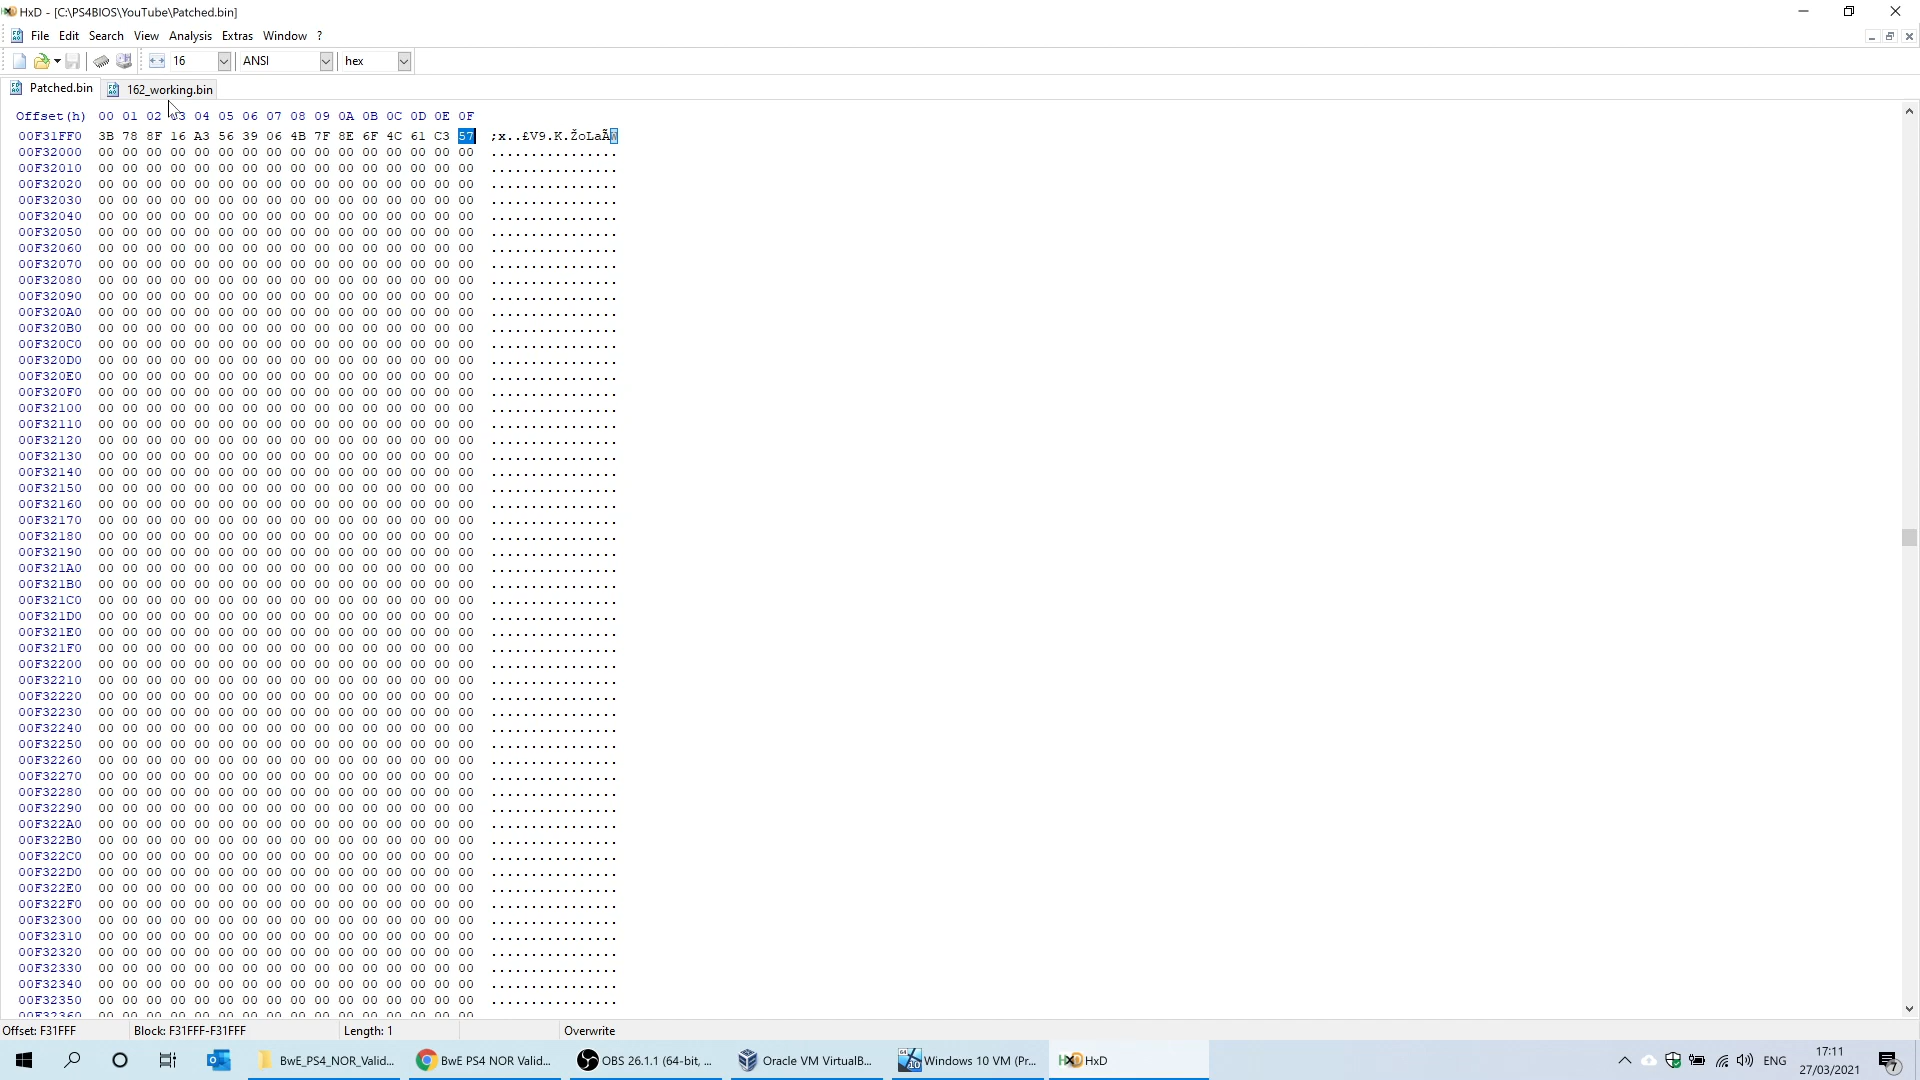 HxD - [C:\PS4BIOS\YouTube\Patched.bin]
File Edit Search View Analysis Extras Window ?
16 ANSI hex
Patched.bin 162_working.bin
Offset(h) 00 01 02 03 04 05 06 07 08 09 0A 0B 0C 0D 0E 0F
00F31FF0 3B 78 8F 16 A3 56 39 06 4B 7F 8E 6F 4C 61 C3 57 ;x..£V9.K.ŽoLaÃW
00F32000 00 00 00 00 00 00 00 00 00 00 00 00 00 00 00 00 ................
00F32010 00 00 00 00 00 00 00 00 00 00 00 00 00 00 00 00 ................
00F32020 00 00 00 00 00 00 00 00 00 00 00 00 00 00 00 00 ................
00F32030 00 00 00 00 00 00 00 00 00 00 00 00 00 00 00 00 ................
00F32040 00 00 00 00 00 00 00 00 00 00 00 00 00 00 00 00 ................
00F32050 00 00 00 00 00 00 00 00 00 00 00 00 00 00 00 00 ................
00F32060 00 00 00 00 00 00 00 00 00 00 00 00 00 00 00 00 ................
00F32070 00 00 00 00 00 00 00 00 00 00 00 00 00 00 00 00 ................
00F32080 00 00 00 00 00 00 00 00 00 00 00 00 00 00 00 00 ................
00F32090 00 00 00 00 00 00 00 00 00 00 00 00 00 00 00 00 ................
00F320A0 00 00 00 00 00 00 00 00 00 00 00 00 00 00 00 00 ................
00F320B0 00 00 00 00 00 00 00 00 00 00 00 00 00 00 00 00 ................
00F320C0 00 00 00 00 00 00 00 00 00 00 00 00 00 00 00 00 ................
00F320D0 00 00 00 00 00 00 00 00 00 00 00 00 00 00 00 00 ................
00F320E0 00 00 00 00 00 00 00 00 00 00 00 00 00 00 00 00 ................
00F320F0 00 00 00 00 00 00 00 00 00 00 00 00 00 00 00 00 ................
00F32100 00 00 00 00 00 00 00 00 00 00 00 00 00 00 00 00 ................
00F32110 00 00 00 00 00 00 00 00 00 00 00 00 00 00 00 00 ................
00F32120 00 00 00 00 00 00 00 00 00 00 00 00 00 00 00 00 ................
00F32130 00 00 00 00 00 00 00 00 00 00 00 00 00 00 00 00 ................
00F32140 00 00 00 00 00 00 00 00 00 00 00 00 00 00 00 00 ................
00F32150 00 00 00 00 00 00 00 00 00 00 00 00 00 00 00 00 ................
00F32160 00 00 00 00 00 00 00 00 00 00 00 00 00 00 00 00 ................
00F32170 00 00 00 00 00 00 00 00 00 00 00 00 00 00 00 00 ................
00F32180 00 00 00 00 00 00 00 00 00 00 00 00 00 00 00 00 ................
00F32190 00 00 00 00 00 00 00 00 00 00 00 00 00 00 00 00 ................
00F321A0 00 00 00 00 00 00 00 00 00 00 00 00 00 00 00 00 ................
00F321B0 00 00 00 00 00 00 00 00 00 00 00 00 00 00 00 00 ................
00F321C0 00 00 00 00 00 00 00 00 00 00 00 00 00 00 00 00 ................
00F321D0 00 00 00 00 00 00 00 00 00 00 00 00 00 00 00 00 ................
00F321E0 00 00 00 00 00 00 00 00 00 00 00 00 00 00 00 00 ................
00F321F0 00 00 00 00 00 00 00 00 00 00 00 00 00 00 00 00 ................
00F32200 00 00 00 00 00 00 00 00 00 00 00 00 00 00 00 00 ................
00F32210 00 00 00 00 00 00 00 00 00 00 00 00 00 00 00 00 ................
00F32220 00 00 00 00 00 00 00 00 00 00 00 00 00 00 00 00 ................
00F32230 00 00 00 00 00 00 00 00 00 00 00 00 00 00 00 00 ................
00F32240 00 00 00 00 00 00 00 00 00 00 00 00 00 00 00 00 ................
00F32250 00 00 00 00 00 00 00 00 00 00 00 00 00 00 00 00 ................
00F32260 00 00 00 00 00 00 00 00 00 00 00 00 00 00 00 00 ................
00F32270 00 00 00 00 00 00 00 00 00 00 00 00 00 00 00 00 ................
00F32280 00 00 00 00 00 00 00 00 00 00 00 00 00 00 00 00 ................
00F32290 00 00 00 00 00 00 00 00 00 00 00 00 00 00 00 00 ................
00F322A0 00 00 00 00 00 00 00 00 00 00 00 00 00 00 00 00 ................
00F322B0 00 00 00 00 00 00 00 00 00 00 00 00 00 00 00 00 ................
00F322C0 00 00 00 00 00 00 00 00 00 00 00 00 00 00 00 00 ................
00F322D0 00 00 00 00 00 00 00 00 00 00 00 00 00 00 00 00 ................
00F322E0 00 00 00 00 00 00 00 00 00 00 00 00 00 00 00 00 ................
00F322F0 00 00 00 00 00 00 00 00 00 00 00 00 00 00 00 00 ................
00F32300 00 00 00 00 00 00 00 00 00 00 00 00 00 00 00 00 ................
00F32310 00 00 00 00 00 00 00 00 00 00 00 00 00 00 00 00 ................
00F32320 00 00 00 00 00 00 00 00 00 00 00 00 00 00 00 00 ................
00F32330 00 00 00 00 00 00 00 00 00 00 00 00 00 00 00 00 ................
00F32340 00 00 00 00 00 00 00 00 00 00 00 00 00 00 00 00 ................
00F32350 00 00 00 00 00 00 00 00 00 00 00 00 00 00 00 00 ................
00F32360 00 00 00 00 00 00 00 00 00 00 00 00 00 00 00 00
Offset: F31FFF Block: F31FFF-F31FFF Length: 1 Overwrite
BwE_PS4_NOR_Valid... BwE PS4 NOR Valid... OBS 26.1.1 (64-bit, ... Oracle VM VirtualB... Windows 10 VM (Pr... HxD ENG 17:11
27/03/2021 7